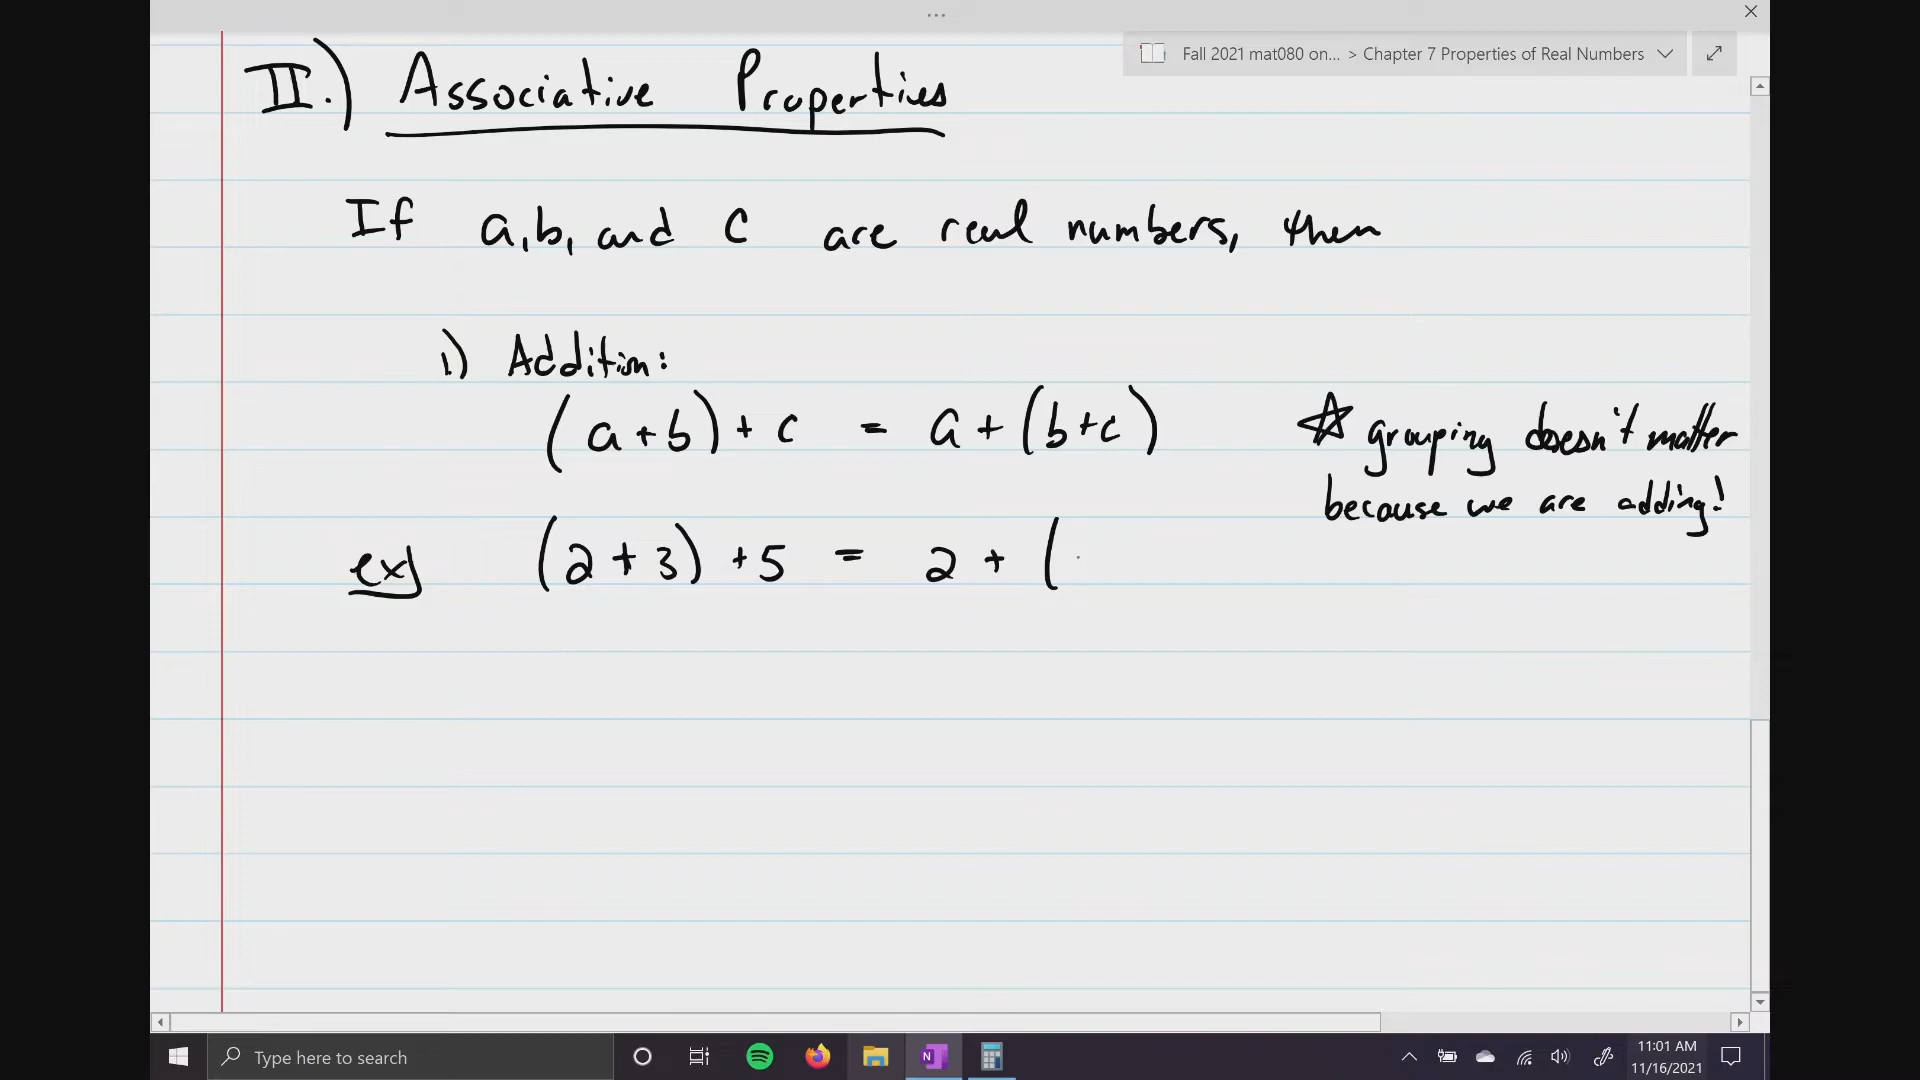 Fall 2021 mat080 on... > Chapter 7 Properties of Real Numbers
II.) Associative Properties
If a, b, and c are real numbers, then
1.) Addition:
(a + b) + c = a + (b + c)
☆ grouping doesn't matter
because we are adding!
ex) (2 + 3) + 5 = 2 + (
Type here to search
11:01 AM
11/16/2021